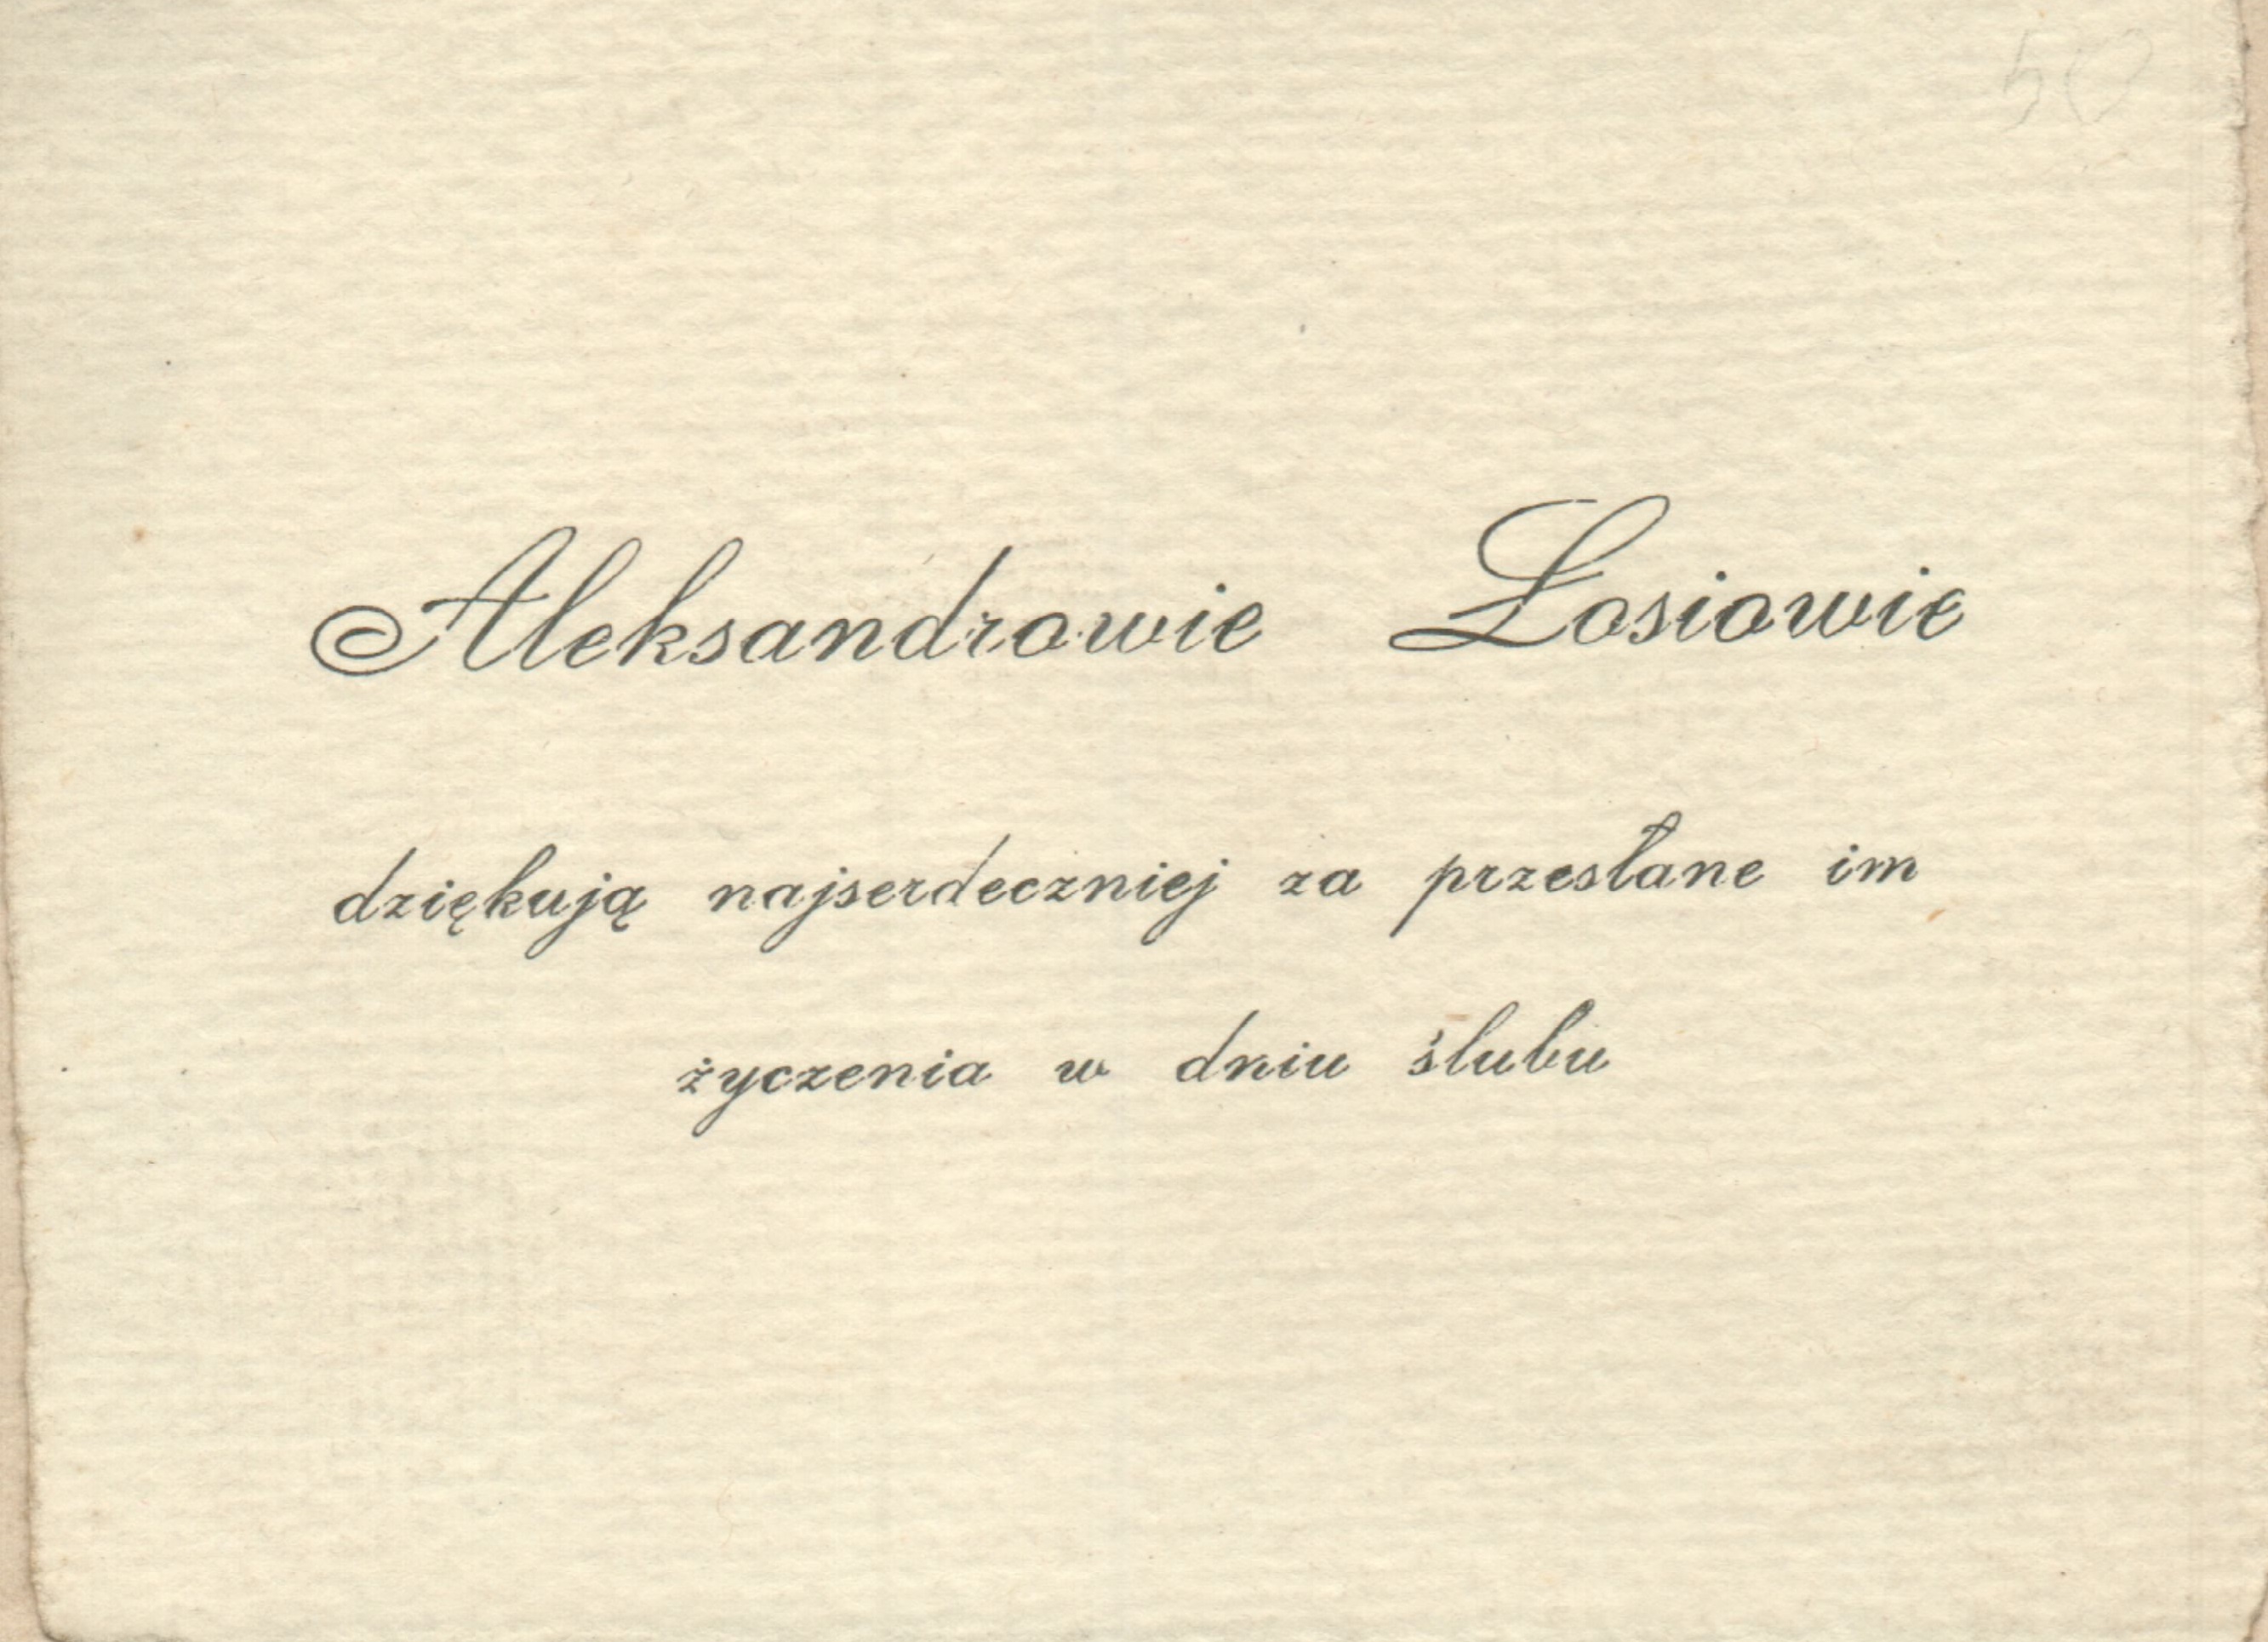 50
Aleksandrowie Łosiowie
dziękują najserdeczniej za przesłane im
życzenia w dniu ślubu